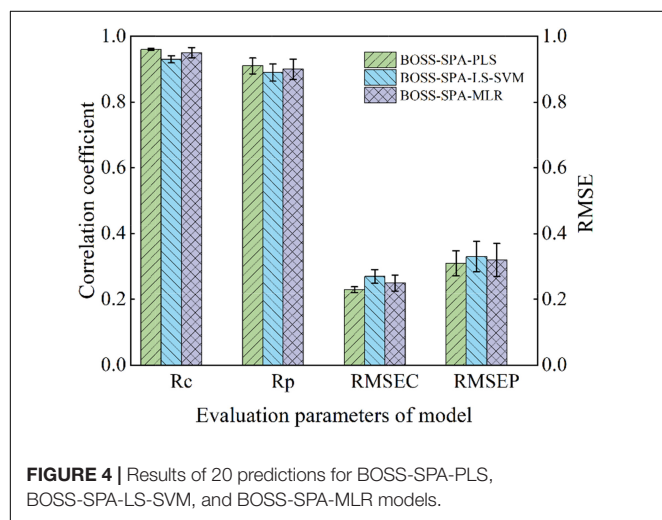 1.0
0.8
0.6
0.4
0.2
0.0
Correlation coefficient
BOSS-SPA-PLS
BOSS-SPA-LS-SVM
BOSS-SPA-MLR
1.0
0.8
0.6
0.4
0.2
0.0
RMSE
Rc Rp RMSEC RMSEP
Evaluation parameters of model
FIGURE 4 | Results of 20 predictions for BOSS-SPA-PLS,
BOSS-SPA-LS-SVM, and BOSS-SPA-MLR models.